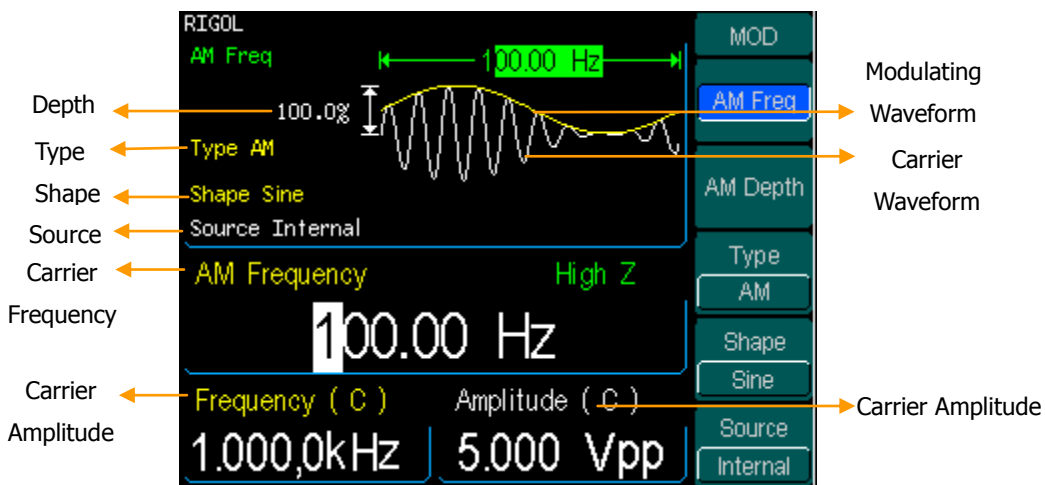 RIGOL
AM Freq
100.00 Hz
100.0%
Type AM
Shape Sine
Source Internal
AM Frequency
High Z
100.00 Hz
Frequency ( C )
Amplitude ( C )
1.000,0kHz
5.000 Vpp
MOD
AM Freq
AM Depth
Type
AM
Shape
Sine
Source
Internal
Depth
Type
Shape
Source
Carrier
Frequency
Carrier
Amplitude
Modulating
Waveform
Carrier
Waveform
Carrier Amplitude